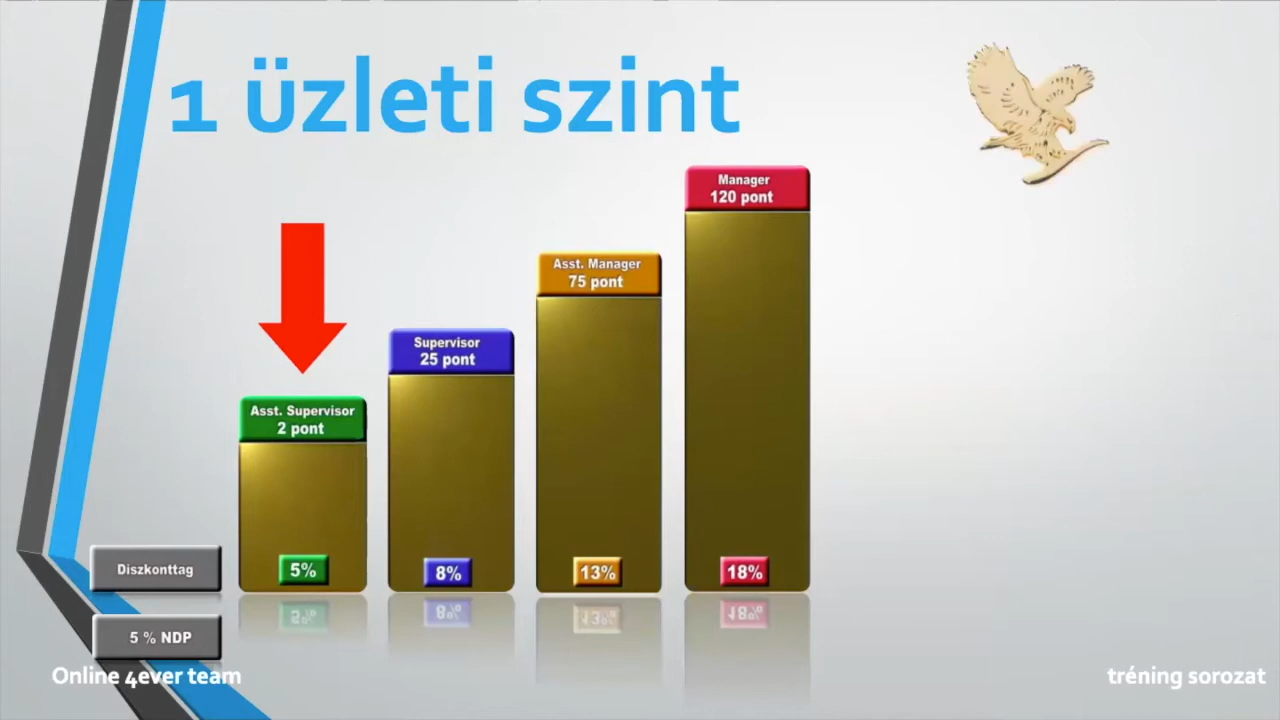 1 üzleti szint
Manager
120 pont
Asst. Manager
75 pont
Supervisor
25 pont
Asst. Supervisor
2 pont
Diszkonttag
5%
8%
13%
18%
5 % NDP
Online 4ever team
tréning sorozat